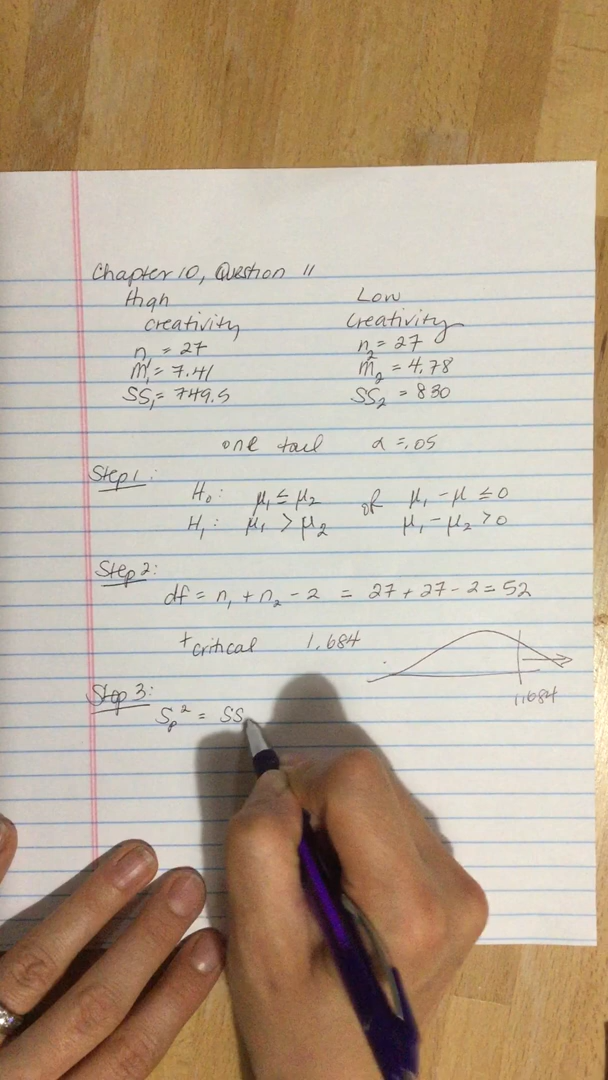 Chapter 10, Question 11
High Low
creativity Creativity
n₁ = 27 n₂ = 27
M₁ = 7.41 m₂ = 4.78
SS₁ = 749.5 SS₂ = 830
one tail α = .05
Step 1:
H₀: μ₁ ≤ μ₂ or μ₁ - μ ≤ 0
H₁: μ₁ > μ₂ μ₁ - μ₂ > 0
Step 2:
df = n₁ + n₂ - 2 = 27 + 27 - 2 = 52
t critical 1.684
1.684
Step 3:
Sp² = SS